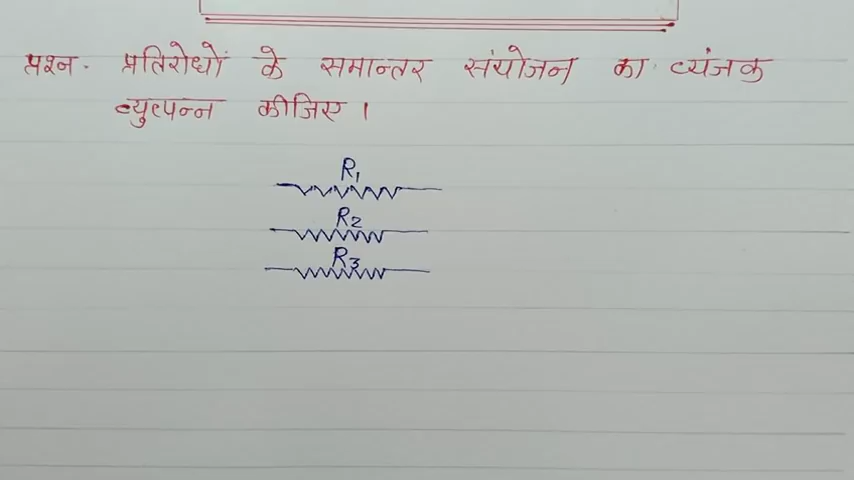 प्रश्न. प्रतिरोधों के समान्तर संयोजन का व्यंजक
व्युत्पन्न कीजिए ।
R1
R2
R3